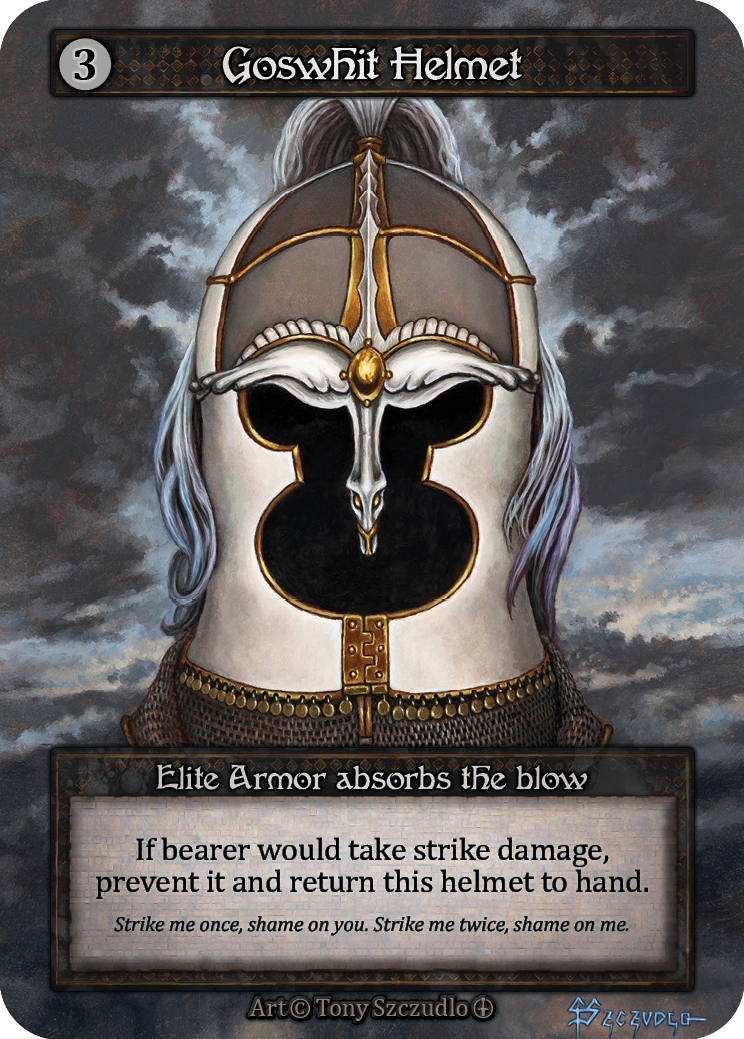 3
Goswhit Helmet
Elite Armor absorbs the blow
If bearer would take strike damage,
prevent it and return this helmet to hand.
Strike me once, shame on you. Strike me twice, shame on me.
Art © Tony Szczudlo
Szczudlo